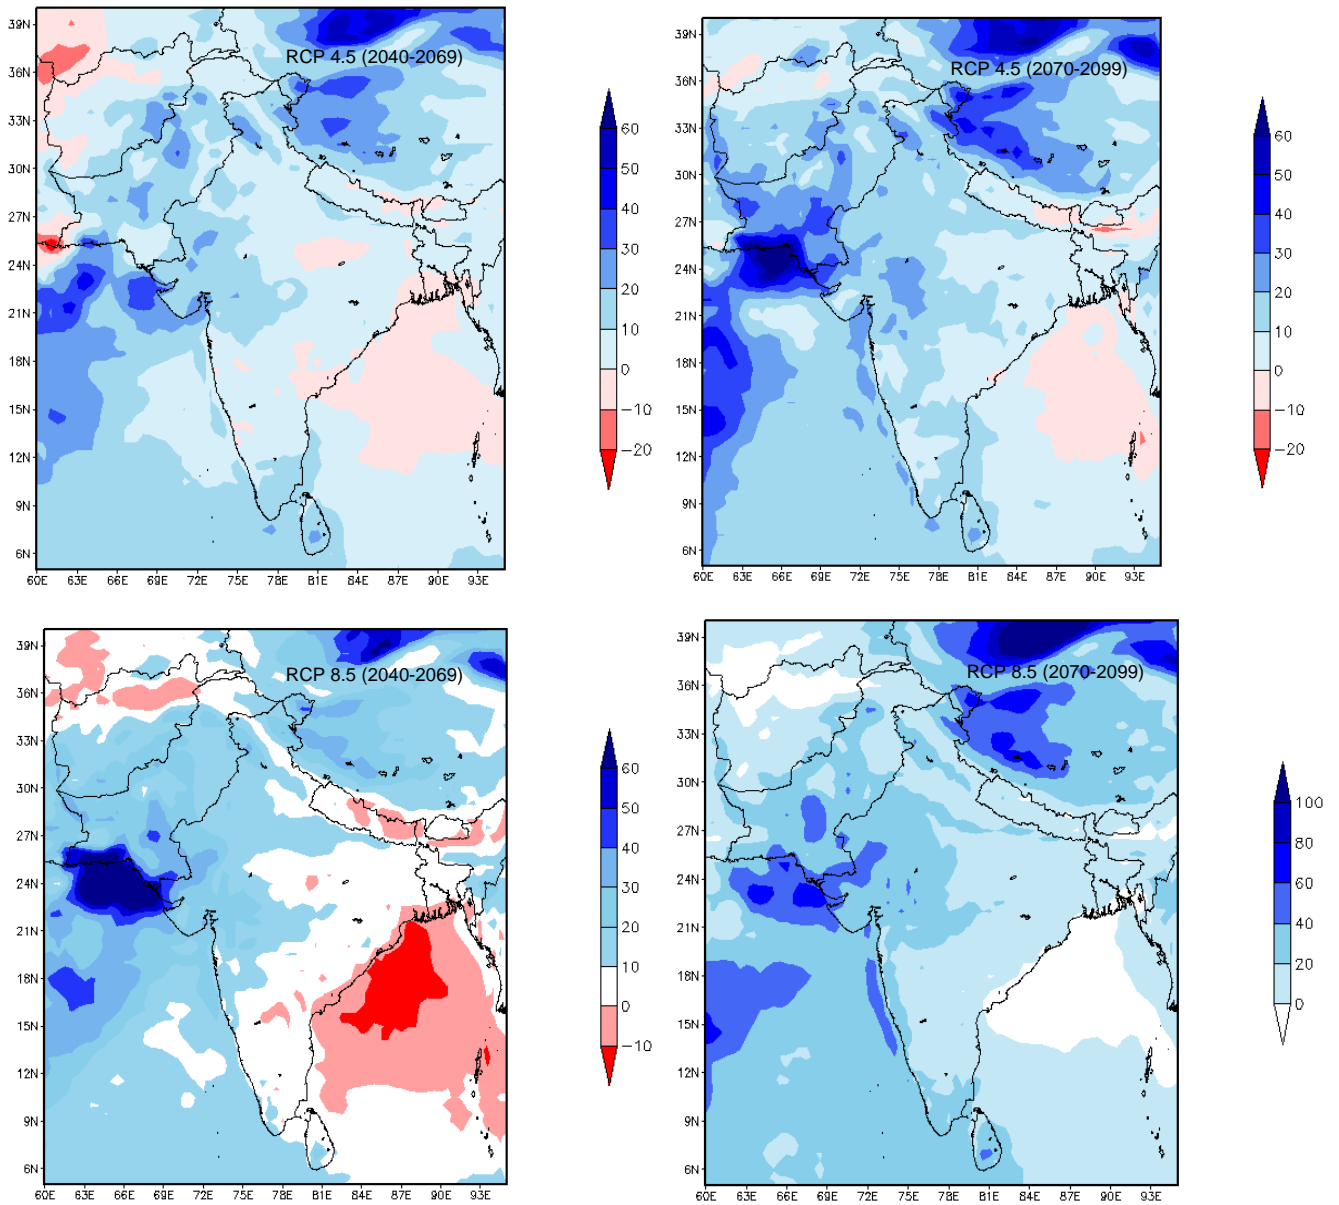 RCP 4.5 (2040-2069)
39N
36N
33N
30N
27N
24N
21N
18N
15N
12N
9N
6N
60E 63E 66E 69E 72E 75E 78E 81E 84E 87E 90E 93E
60
50
40
30
20
10
0
−10
−20
RCP 4.5 (2070-2099)
39N
36N
33N
30N
27N
24N
21N
18N
15N
12N
9N
6N
60E 63E 66E 69E 72E 75E 78E 81E 84E 87E 90E 93E
60
50
40
30
20
10
0
−10
−20
RCP 8.5 (2040-2069)
39N
36N
33N
30N
27N
24N
21N
18N
15N
12N
9N
6N
60E 63E 66E 69E 72E 75E 78E 81E 84E 87E 90E 93E
60
50
40
30
20
10
0
−10
RCP 8.5 (2070-2099)
39N
36N
33N
30N
27N
24N
21N
18N
15N
12N
9N
6N
60E 63E 66E 69E 72E 75E 78E 81E 84E 87E 90E 93E
100
80
60
40
20
0